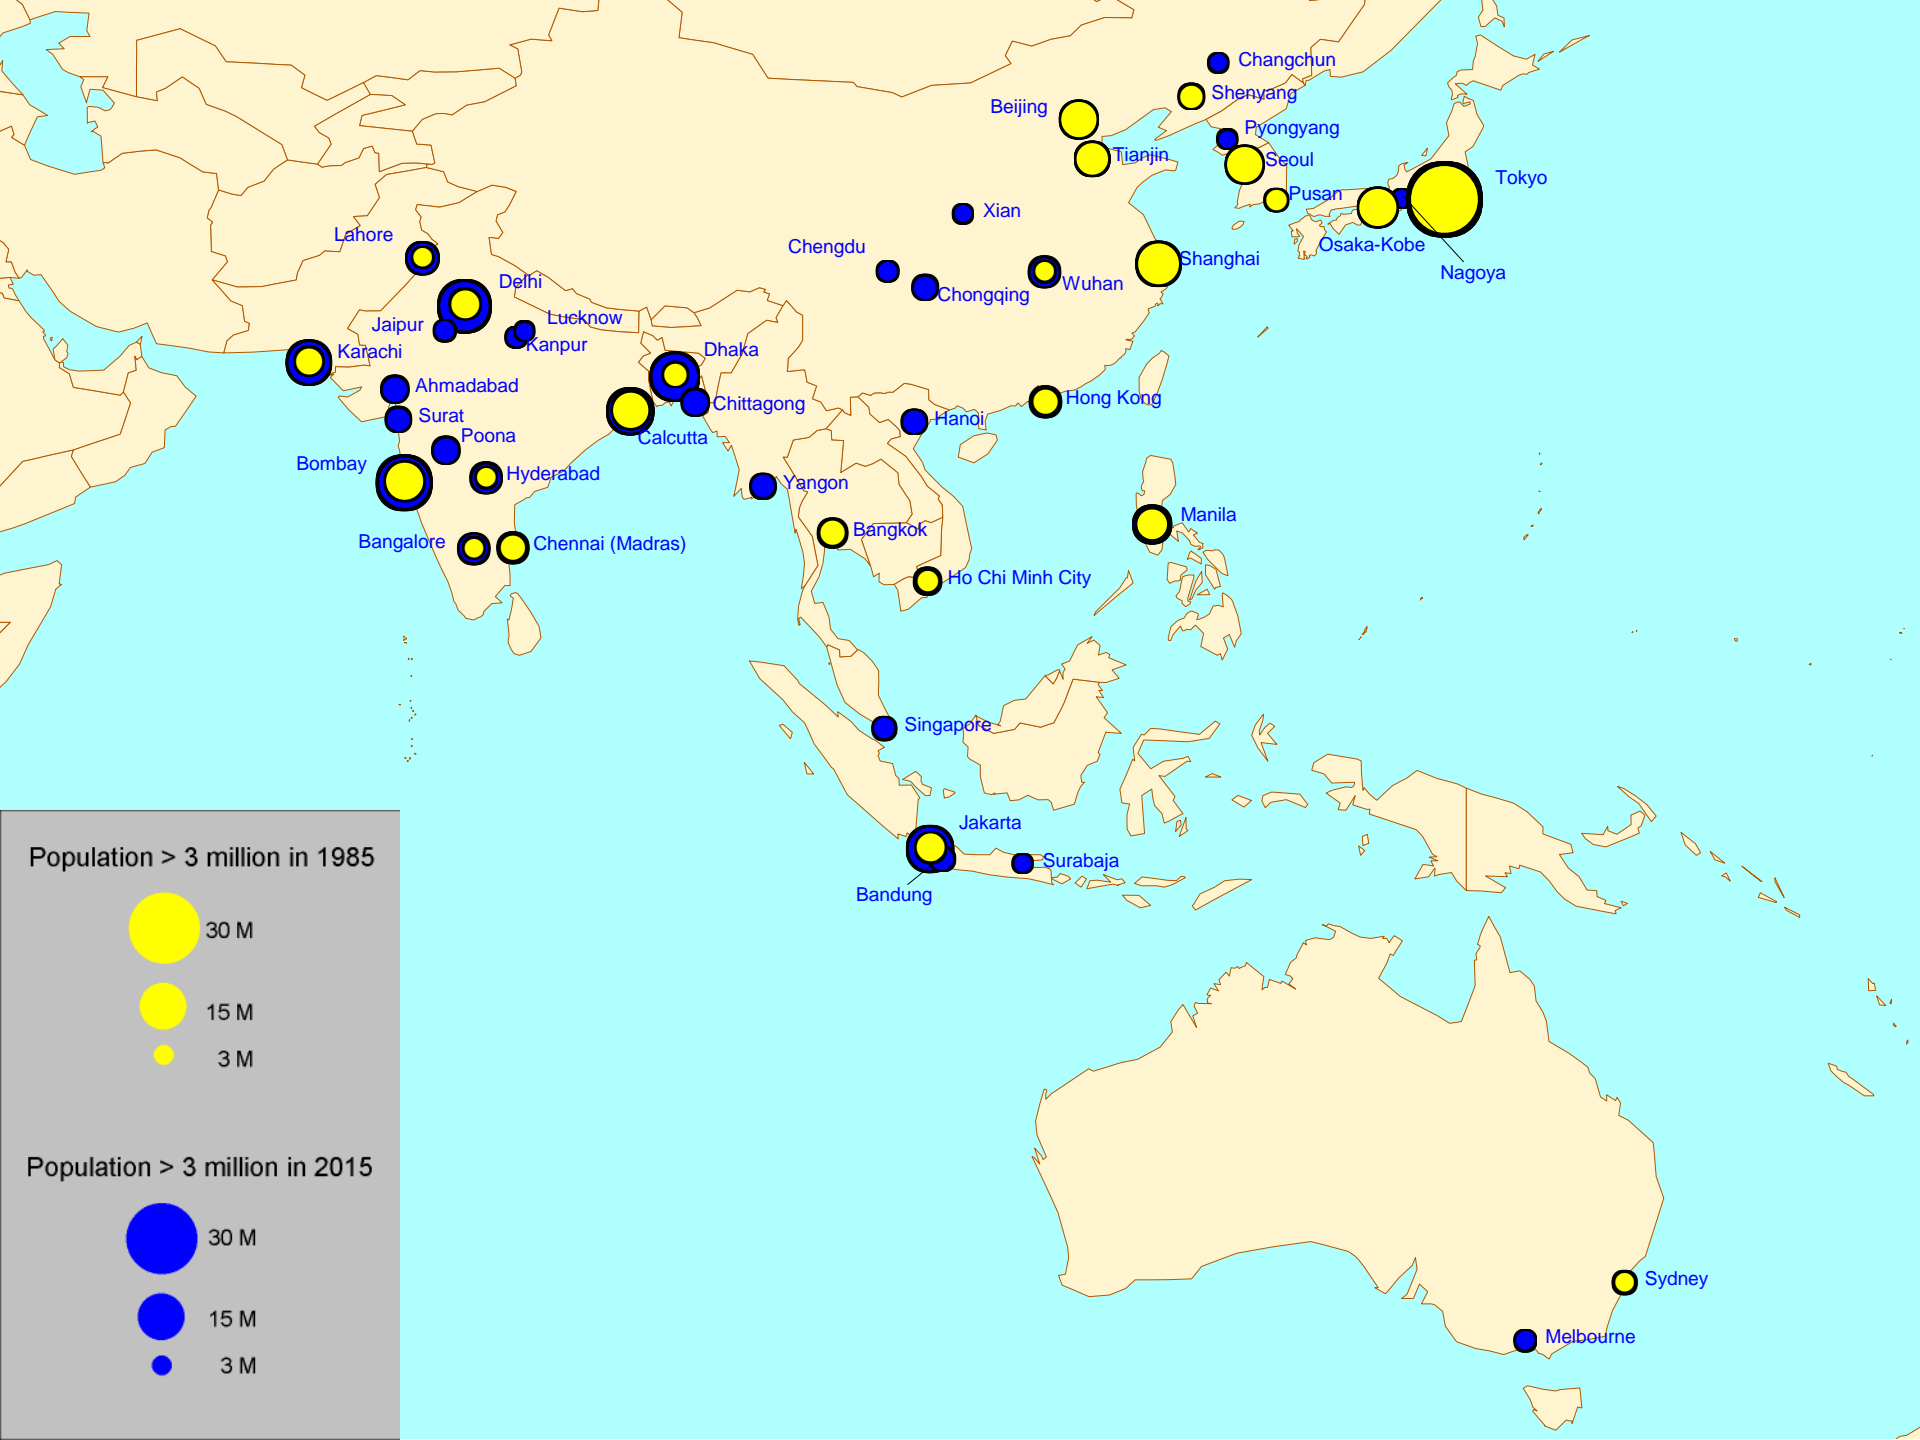 Changchun
Shenyang
Beijing
Pyongyang
Tianjin
Seoul
Tokyo
Pusan
Xian
Lahore
Osaka-Kobe
Chengdu
Shanghai
Nagoya
Delhi
Wuhan
Chongqing
Lucknow
Jaipur
Kanpur
Karachi
Dhaka
Ahmadabad
Hong Kong
Chittagong
Surat
Hanoi
Poona
Calcutta
Bombay
Hyderabad
Yangon
Manila
Bangkok
Bangalore
Chennai (Madras)
Ho Chi Minh City
Singapore
Jakarta
Surabaja
Bandung
Population > 3 million in 1985
30 M
15 M
3 M
Population > 3 million in 2015
30 M
15 M
3 M
Sydney
Melbourne